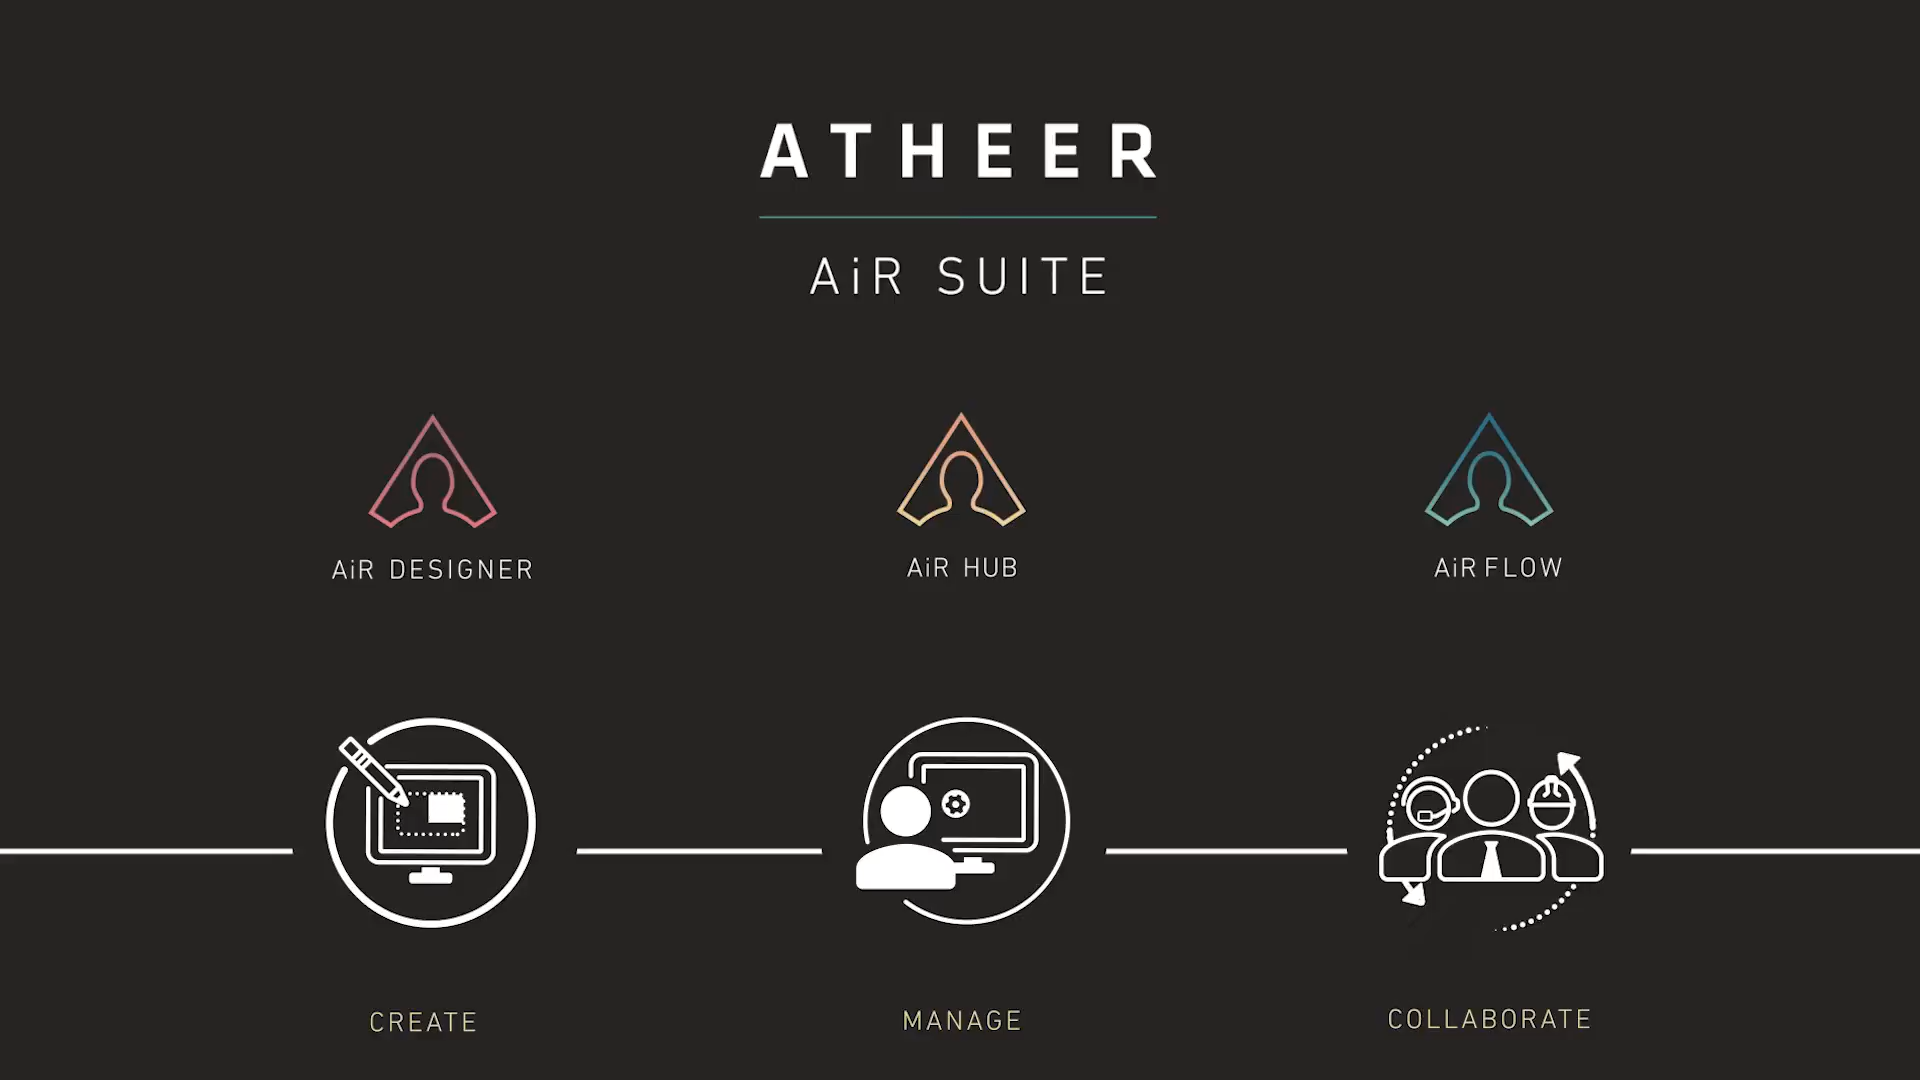 ATHEER
AiR SUITE
AiR DESIGNER
AiR HUB
AiR FLOW
CREATE
MANAGE
COLLABORATE